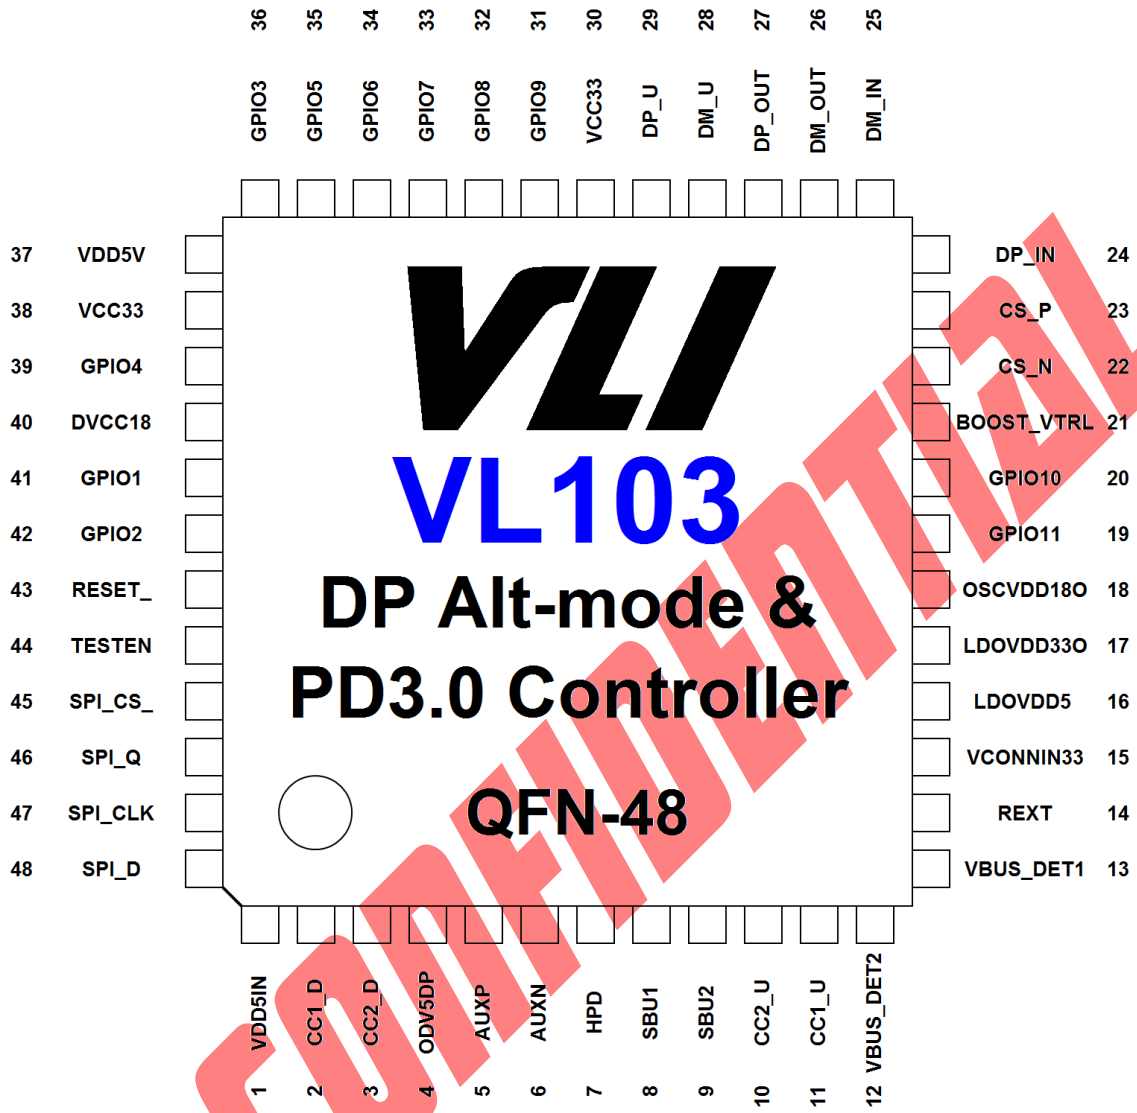 36 35 34 33 32 31 30 29 28 27 26 25
GPIO3 GPIO5 GPIO6 GPIO7 GPIO8 GPIO9 VCC33 DP_U DM_U DP_OUT DM_OUT DM_IN
37 VDD5V
38 VCC33
39 GPIO4
40 DVCC18
41 GPIO1
42 GPIO2
43 RESET_
44 TESTEN
45 SPI_CS_
46 SPI_Q
47 SPI_CLK
48 SPI_D
VLI
VL103
DP Alt-mode &
PD3.0 Controller
QFN-48
DP_IN 24
CS_P 23
CS_N 22
BOOST_VTRL 21
GPIO10 20
GPIO11 19
OSCVDD18O 18
LDOVDD33O 17
LDOVDD5 16
VCONNIN33 15
REXT 14
VBUS_DET1 13
VDD5IN CC1_D CC2_D ODV5DP AUXP AUXN HPD SBU1 SBU2 CC2_U CC1_U VBUS_DET2
1 2 3 4 5 6 7 8 9 10 11 12
CONFIDENTIAL